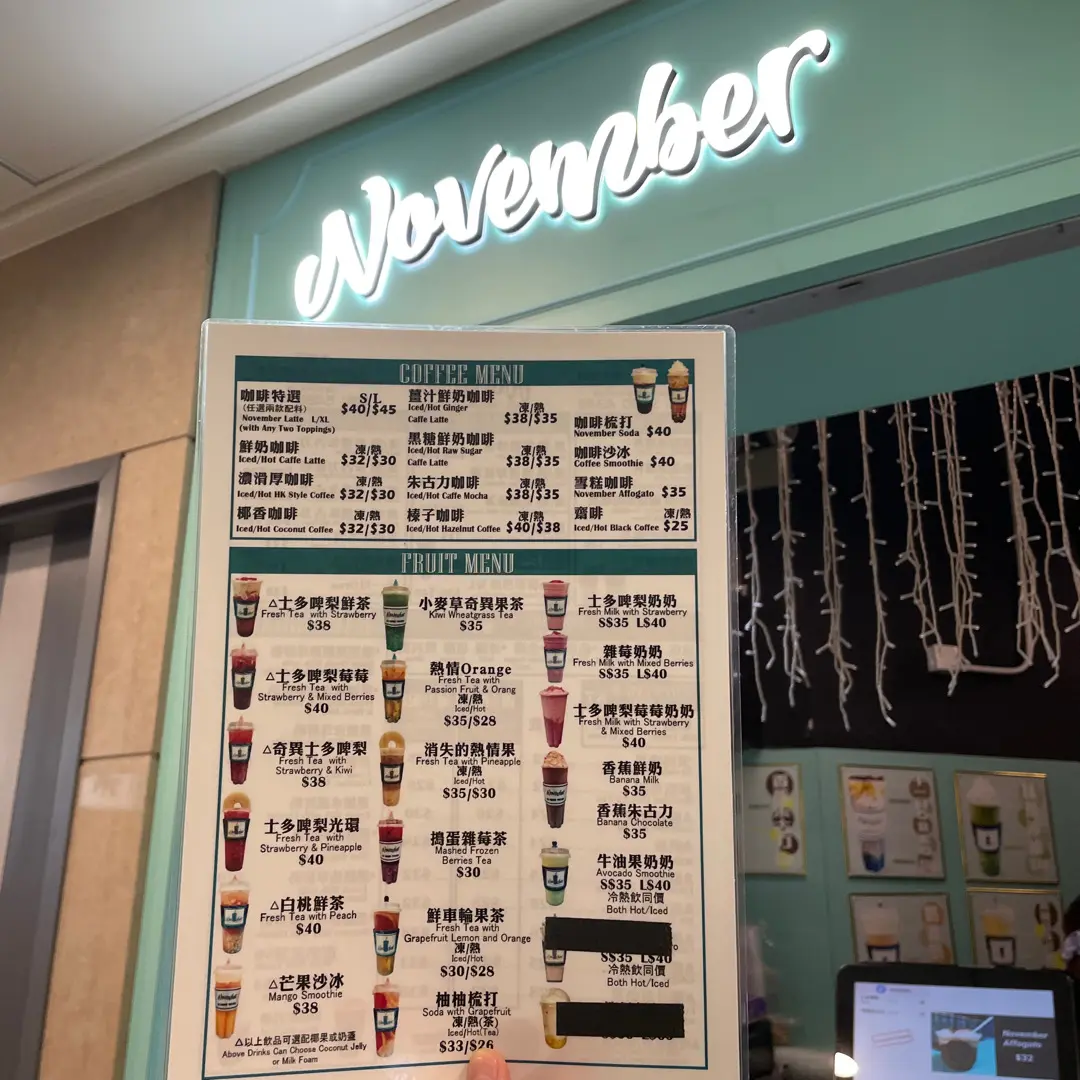 November
COFFEE MENU
咖啡特選 S/L
(任選兩款配料) $40/$45
November Latte L/XL
(with Any Two Toppings)
鮮奶咖啡 凍/熱
Iced/Hot Caffe Latte $32/$30
濃滑厚咖啡 凍/熱
Iced/Hot HK Style Coffee $32/$30
椰香咖啡 凍/熱
Iced/Hot Coconut Coffee $32/$30
薑汁鮮奶咖啡
Iced/Hot Ginger 凍/熱
Caffe Latte $38/$35
黑糖鮮奶咖啡
Iced/Hot Raw Sugar 凍/熱
Caffe Latte $38/$35
朱古力咖啡 凍/熱
Iced/Hot Caffe Mocha $38/$35
榛子咖啡 凍/熱
Iced/Hot Hazelnut Coffee $40/$38
咖啡梳打
November Soda $40
咖啡沙冰
Coffee Smoothie $40
雪糕咖啡
November Affogato $35
齋啡 凍/熱
Iced/Hot Black Coffee $25
FRUIT MENU
△士多啤梨鮮茶
Fresh Tea with Strawberry
$38
△士多啤梨莓莓
Fresh Tea with
Strawberry & Mixed Berries
$40
△奇異士多啤梨
Fresh Tea with
Strawberry & Kiwi
$38
士多啤梨光環
Fresh Tea with
Strawberry & Pineapple
$40
△白桃鮮茶
Fresh Tea with Peach
$40
△芒果沙冰
Mango Smoothie
$38
△以上飲品可選配椰果或奶蓋
Above Drinks Can Choose Coconut Jelly
or Milk Foam
小麥草奇異果茶
Kiwi Wheatgrass Tea
$35
熱情Orange
Fresh Tea with
Passion Fruit & Orang
凍/熱
Iced/Hot
$35/$28
消失的熱情果
Fresh Tea with Pineapple
凍/熱
Iced/Hot
$35/$30
搗蛋雜莓茶
Mashed Frozen
Berries Tea
$30
鮮車輪果茶
Fresh Tea with
Grapefruit Lemon and Orange
凍/熱
Iced/Hot
$30/$28
柚柚梳打
Soda with Grapefruit
凍/熱(茶)
Iced/Hot(Tea)
$33/$26
士多啤梨奶奶
Fresh Milk with Strawberry
S$35 L$40
雜莓奶奶
Fresh Milk with Mixed Berries
S$35 L$40
士多啤梨莓莓奶奶
Fresh Milk with Strawberry
& Mixed Berries
$40
香蕉鮮奶
Banana Milk
$35
香蕉朱古力
Banana Chocolate
$35
牛油果奶奶
Avocado Smoothie
S$35 L$40
冷熱飲同價
Both Hot/Iced
S$35 L$40
冷熱飲同價
Both Hot/Iced
November
Affogato
$32